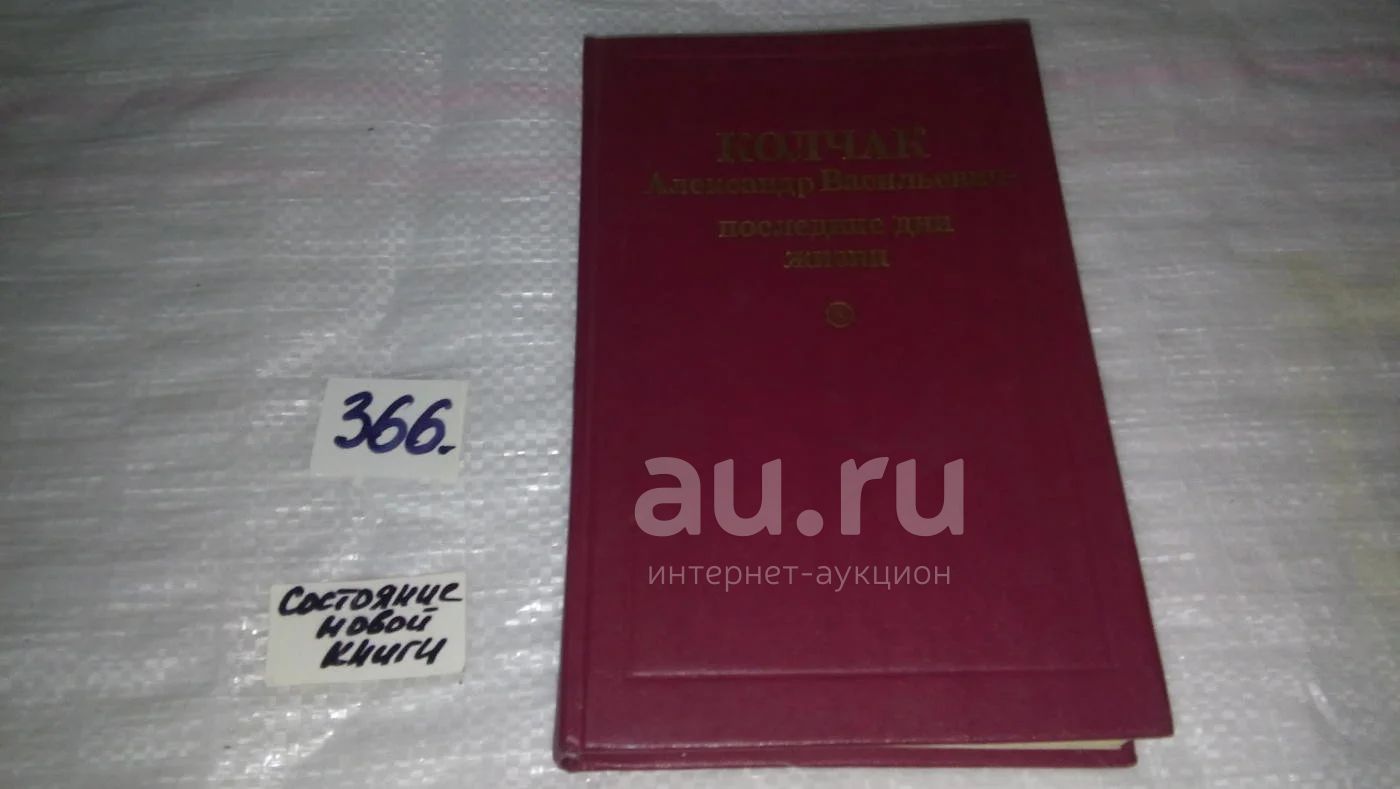 КОЛЧАК
Александр Васильевич-
последние дни
жизни
366.
Состояние
новой
книги
au.ru
интернет-аукцион